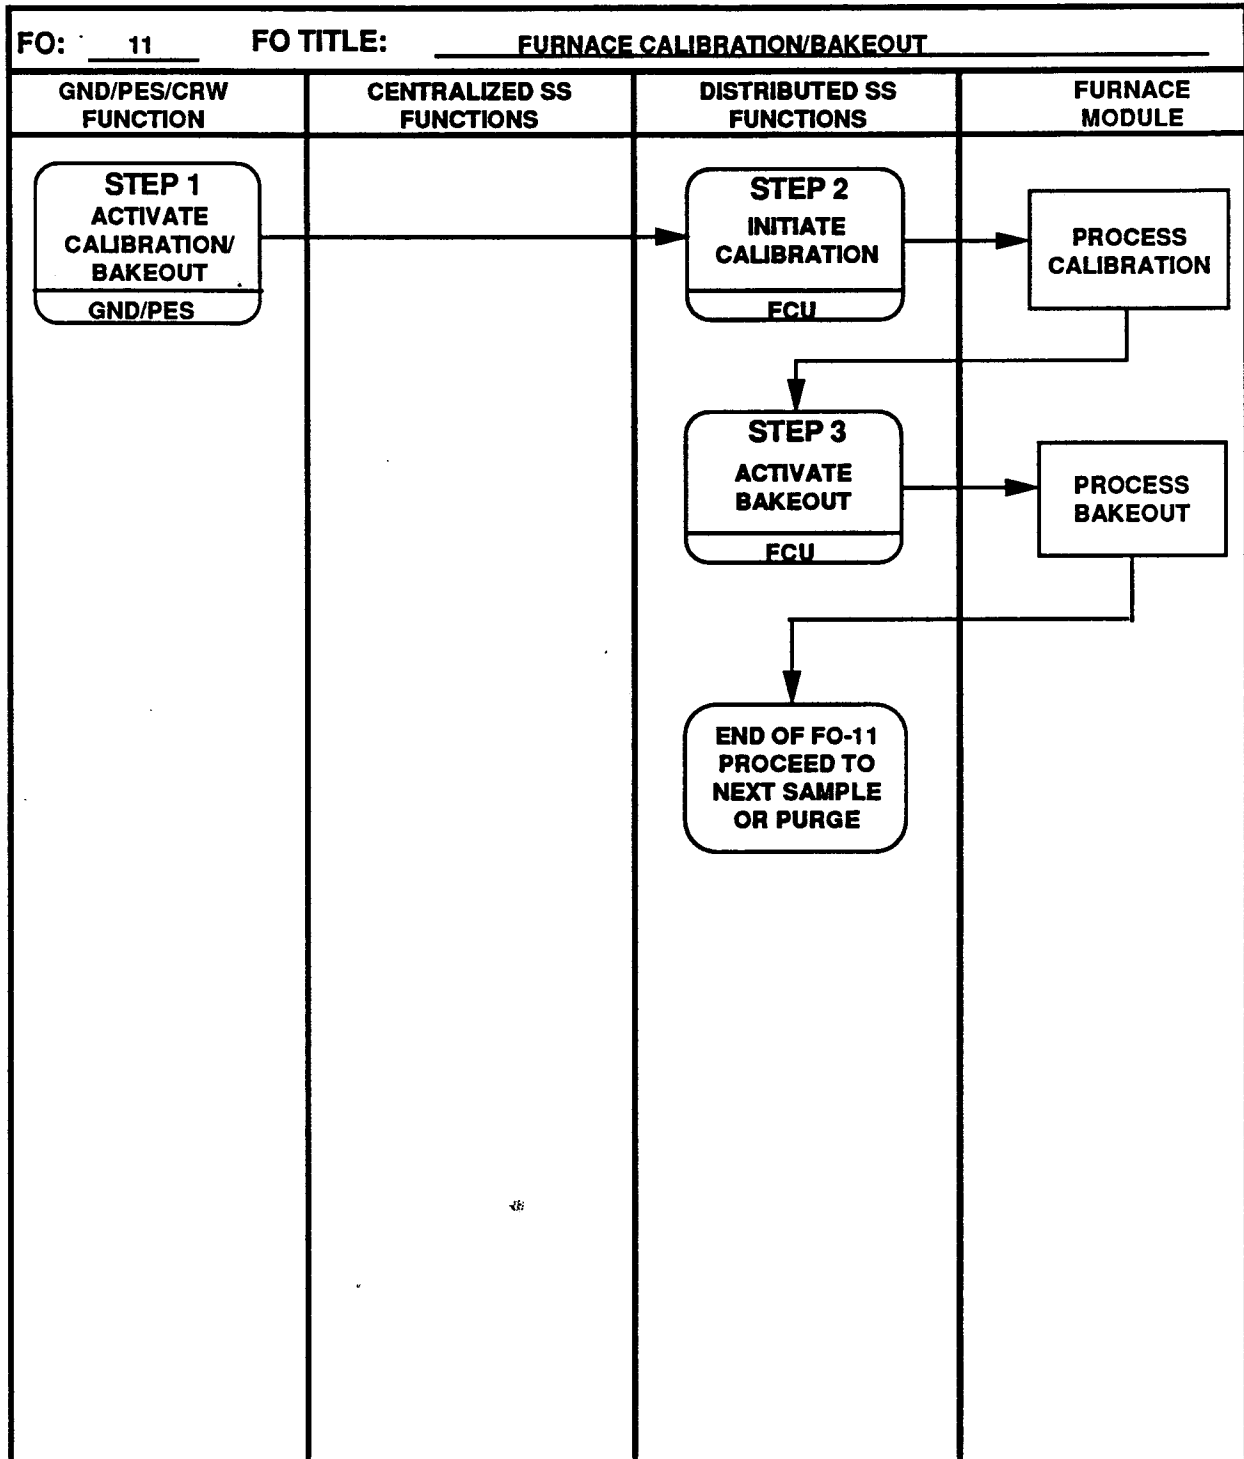 FO: 11 FO TITLE: FURNACE CALIBRATION/BAKEOUT
GND/PES/CRW
FUNCTION
CENTRALIZED SS
FUNCTIONS
DISTRIBUTED SS
FUNCTIONS
FURNACE
MODULE
STEP 1
ACTIVATE
CALIBRATION/
BAKEOUT
GND/PES
STEP 2
INITIATE
CALIBRATION
FCU
PROCESS
CALIBRATION
STEP 3
ACTIVATE
BAKEOUT
FCU
PROCESS
BAKEOUT
END OF FO-11
PROCEED TO
NEXT SAMPLE
OR PURGE